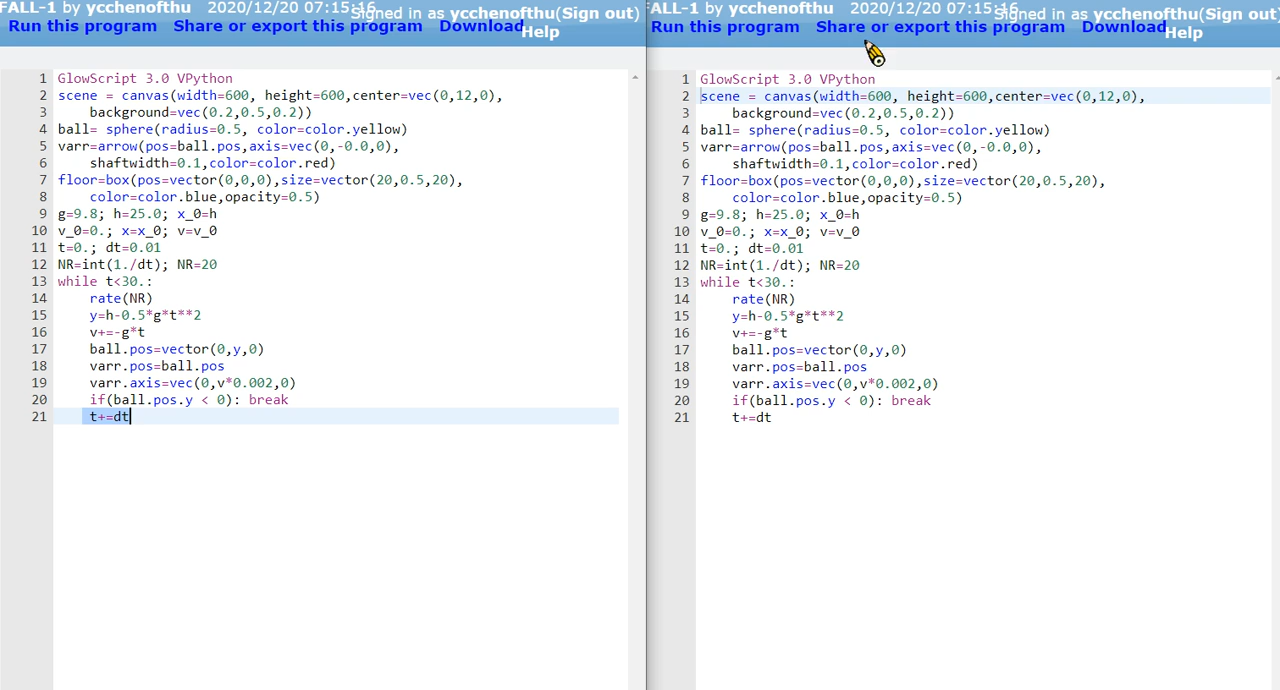 FALL-1 by ycchenofthu 2020/12/20 07:15:16 Signed in as ycchenofthu(Sign out)
Run this program Share or export this program Download Help
1 GlowScript 3.0 VPython
2 scene = canvas(width=600, height=600,center=vec(0,12,0),
3     background=vec(0.2,0.5,0.2))
4 ball= sphere(radius=0.5, color=color.yellow)
5 varr=arrow(pos=ball.pos,axis=vec(0,-0.0,0),
6     shaftwidth=0.1,color=color.red)
7 floor=box(pos=vector(0,0,0),size=vector(20,0.5,20),
8     color=color.blue,opacity=0.5)
9 g=9.8; h=25.0; x_0=h
10 v_0=0.; x=x_0; v=v_0
11 t=0.; dt=0.01
12 NR=int(1./dt); NR=20
13 while t<30.:
14     rate(NR)
15     y=h-0.5*g*t**2
16     v+=-g*t
17     ball.pos=vector(0,y,0)
18     varr.pos=ball.pos
19     varr.axis=vec(0,v*0.002,0)
20     if(ball.pos.y < 0): break
21     t+=dt
FALL-1 by ycchenofthu 2020/12/20 07:15:16 Signed in as ycchenofthu(Sign out)
Run this program Share or export this program Download Help
1 GlowScript 3.0 VPython
2 scene = canvas(width=600, height=600,center=vec(0,12,0),
3     background=vec(0.2,0.5,0.2))
4 ball= sphere(radius=0.5, color=color.yellow)
5 varr=arrow(pos=ball.pos,axis=vec(0,-0.0,0),
6     shaftwidth=0.1,color=color.red)
7 floor=box(pos=vector(0,0,0),size=vector(20,0.5,20),
8     color=color.blue,opacity=0.5)
9 g=9.8; h=25.0; x_0=h
10 v_0=0.; x=x_0; v=v_0
11 t=0.; dt=0.01
12 NR=int(1./dt); NR=20
13 while t<30.:
14     rate(NR)
15     y=h-0.5*g*t**2
16     v+=-g*t
17     ball.pos=vector(0,y,0)
18     varr.pos=ball.pos
19     varr.axis=vec(0,v*0.002,0)
20     if(ball.pos.y < 0): break
21     t+=dt